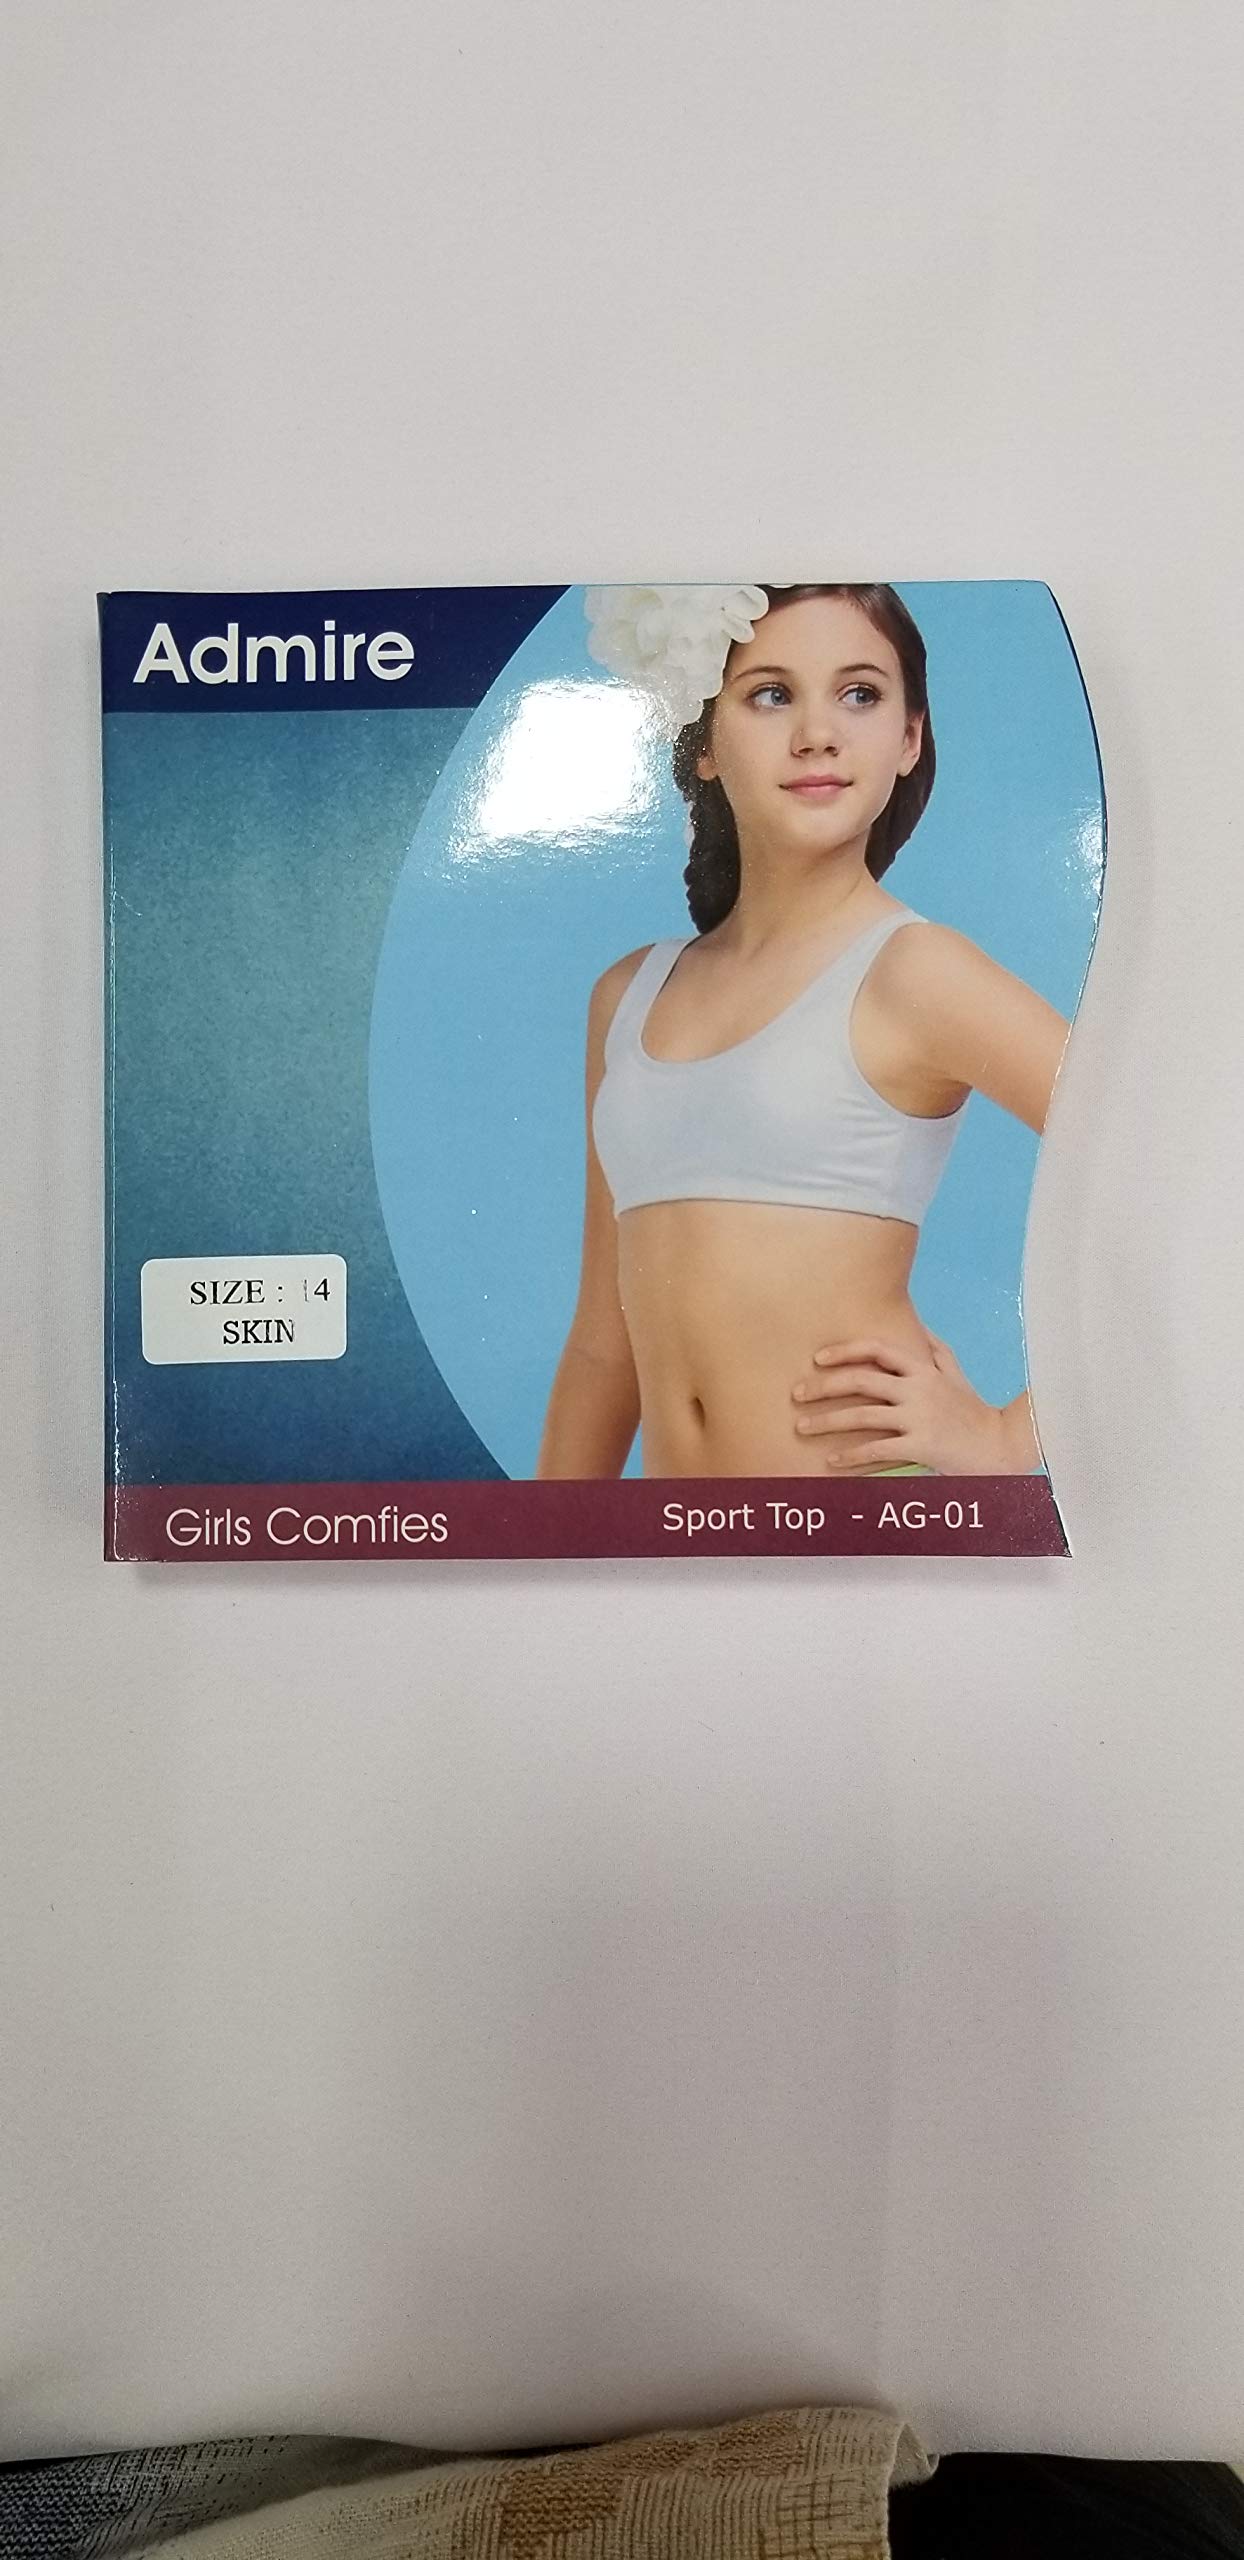 Admire
SIZE : 14
SKIN
Girls Comfies
Sport Top - AG-01